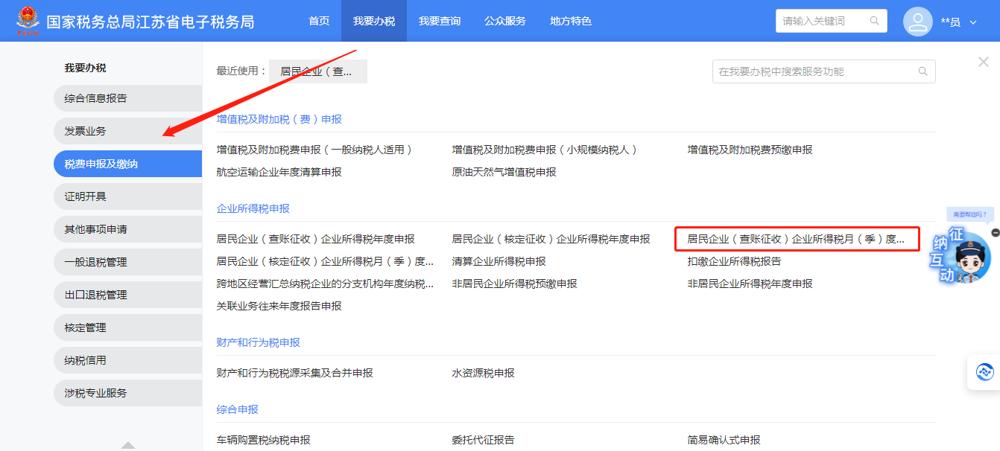 国家税务总局江苏省电子税务局
首页
我要办税
我要查询
公众服务
地方特色
请输入关键词
**员
我要办税
综合信息报告
发票业务
税费申报及缴纳
证明开具
其他事项申请
一般退税管理
出口退税管理
核定管理
纳税信用
涉税专业服务
最近使用：
居民企业（查...
在我要办税中搜索服务功能
增值税及附加税（费）申报
增值税及附加税费申报（一般纳税人适用）
增值税及附加税费申报（小规模纳税人）
增值税及附加税费预缴申报
航空运输企业年度清算申报
原油天然气增值税申报
企业所得税申报
居民企业（查账征收）企业所得税年度申报
居民企业（核定征收）企业所得税年度申报
居民企业（查账征收）企业所得税月（季）度...
居民企业（核定征收）企业所得税月（季）度...
清算企业所得税申报
扣缴企业所得税报告
跨地区经营汇总纳税企业的分支机构年度纳税...
非居民企业所得税预缴申报
非居民企业所得税年度申报
关联业务往来年度报告申报
财产和行为税申报
财产和行为税税源采集及合并申报
水资源税申报
综合申报
车辆购置税纳税申报
委托代征报告
简易确认式申报
需要帮助吗？
征纳互动